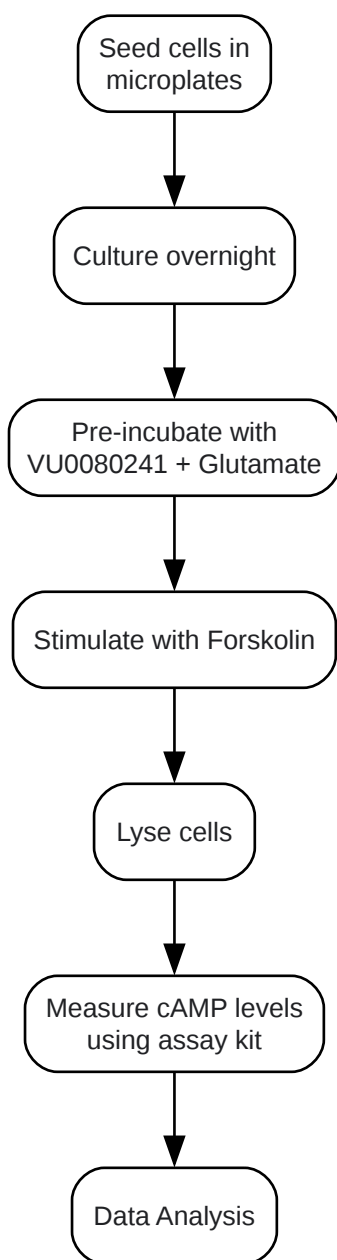 Seed cells in
microplates
Culture overnight
Pre-incubate with
VU0080241 + Glutamate
Stimulate with Forskolin
Lyse cells
Measure cAMP levels
using assay kit
Data Analysis